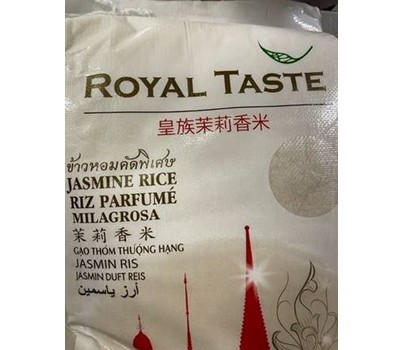 ROYAL TASTE
皇族茉莉香米
ข้าวหอมคัดพิเศษ
JASMINE RICE
RIZ PARFUMÉ
MILAGROSA
茉莉香米
GẠO THƠM THƯỢNG HẠNG
JASMIN RIS
JASMIN DUFT REIS
أرز ياسمين